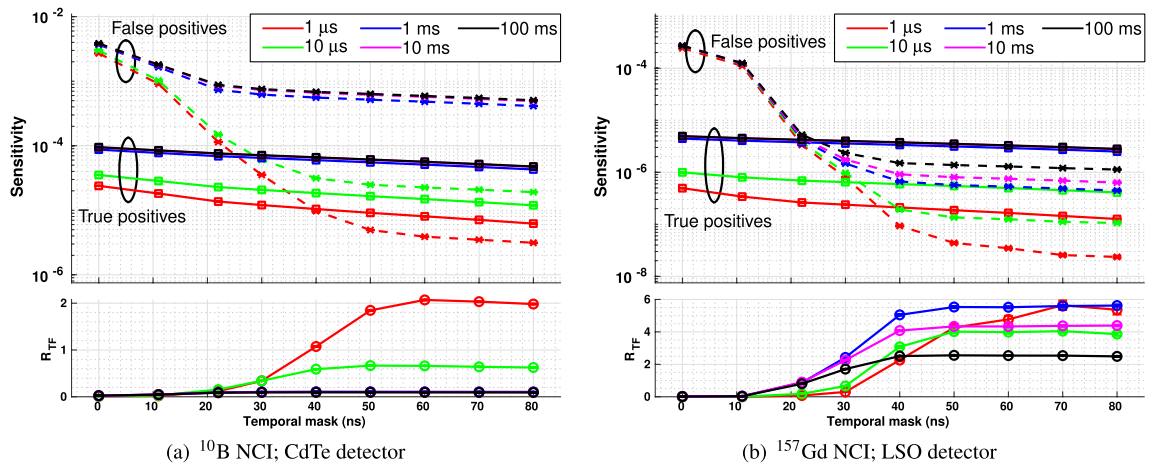 10⁻²
10⁻⁴
10⁻⁶
Sensitivity
False positives
True positives
1 µs
1 ms
100 ms
10 µs
10 ms
2
1
0
R_TF
0 10 20 30 40 50 60 70 80
Temporal mask (ns)
(a) ¹⁰B NCI; CdTe detector
10⁻⁴
10⁻⁶
10⁻⁸
Sensitivity
False positives
True positives
1 µs
1 ms
100 ms
10 µs
10 ms
6
4
2
0
R_TF
0 10 20 30 40 50 60 70 80
Temporal mask (ns)
(b) ¹⁵⁷Gd NCI; LSO detector